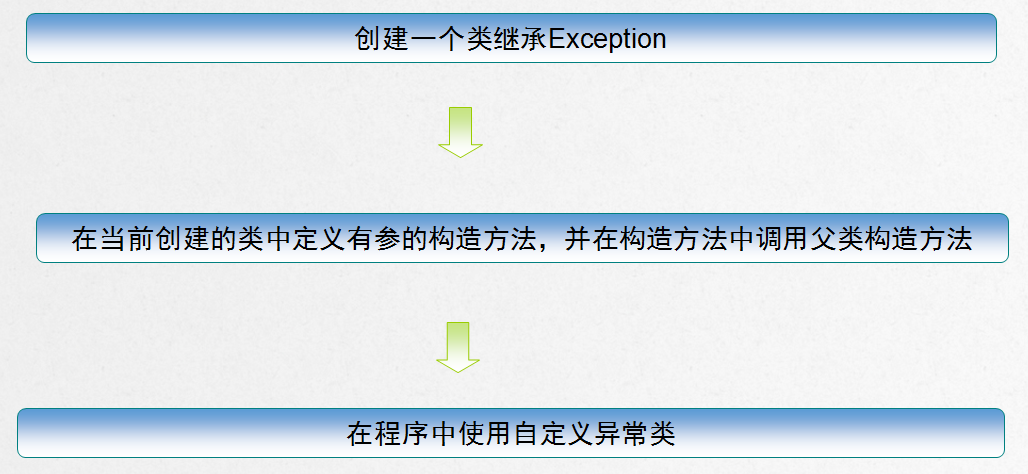 创建一个类继承Exception
在当前创建的类中定义有参的构造方法，并在构造方法中调用父类构造方法
在程序中使用自定义异常类